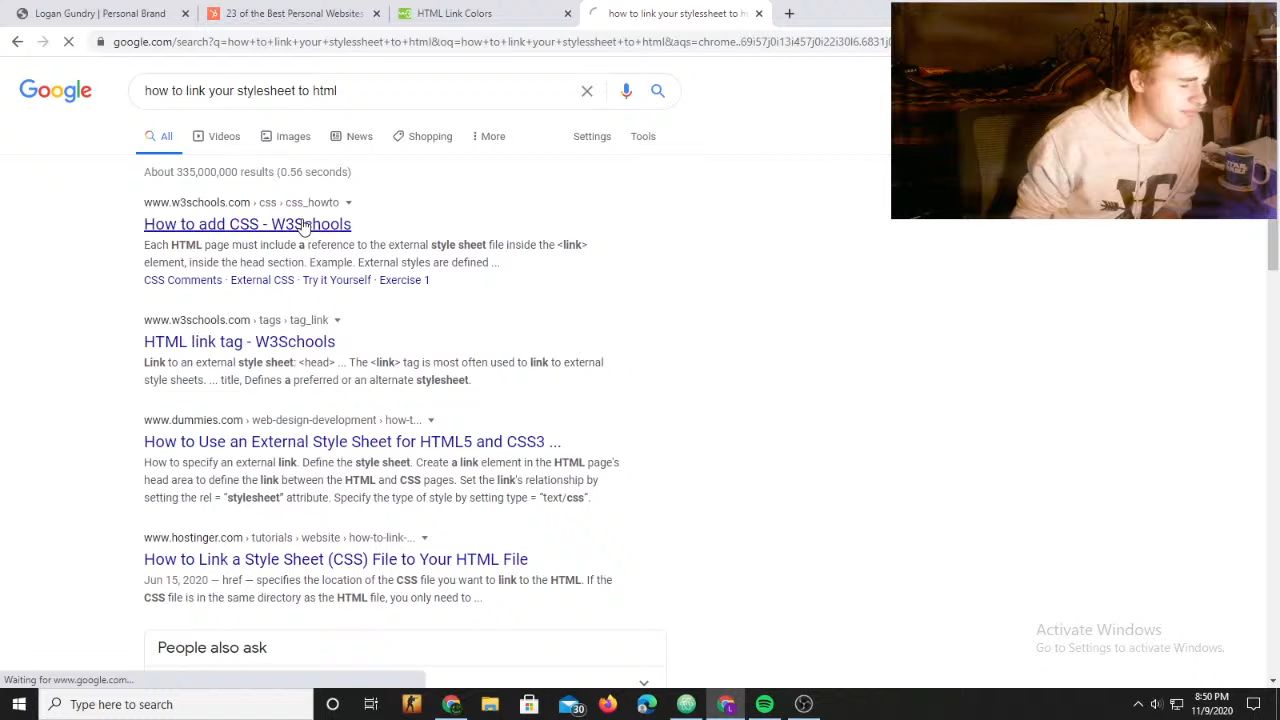 Logan Gundry | Personal Brand
23 of the Best Personal Websites
HTML Link Colors
how to link your stylesheet to h
google.com/search?q=how+to+link+your+stylesheet+to+html&oq=how+to+link+your+stylesheet+to+html&aqs=chrome..69i57j0i13i457j0i22i30l6.6831j0
Google
how to link your stylesheet to html
All
Videos
Images
News
Shopping
More
Settings
Tools
About 335,000,000 results (0.56 seconds)
www.w3schools.com › css › css_howto
How to add CSS - W3Schools
Each HTML page must include a reference to the external style sheet file inside the <link>
element, inside the head section. Example. External styles are defined ...
CSS Comments · External CSS · Try it Yourself · Exercise 1
www.w3schools.com › tags › tag_link
HTML link tag - W3Schools
Link to an external style sheet: <head> ... The <link> tag is most often used to link to external
style sheets. ... title, Defines a preferred or an alternate stylesheet.
www.dummies.com › web-design-development › how-t...
How to Use an External Style Sheet for HTML5 and CSS3 ...
How to specify an external link. Define the style sheet. Create a link element in the HTML page's
head area to define the link between the HTML and CSS pages. Set the link's relationship by
setting the rel = “stylesheet” attribute. Specify the type of style by setting type = “text/css”.
www.hostinger.com › tutorials › website › how-to-link-...
How to Link a Style Sheet (CSS) File to Your HTML File
Jun 15, 2020 — href — specifies the location of the CSS file you want to link to the HTML. If the
CSS file is in the same directory as the HTML file, you only need to ...
People also ask
Activate Windows
Go to Settings to activate Windows.
Waiting for www.google.com...
Type here to search
30
L
8:50 PM
11/9/2020
STAR
WARS